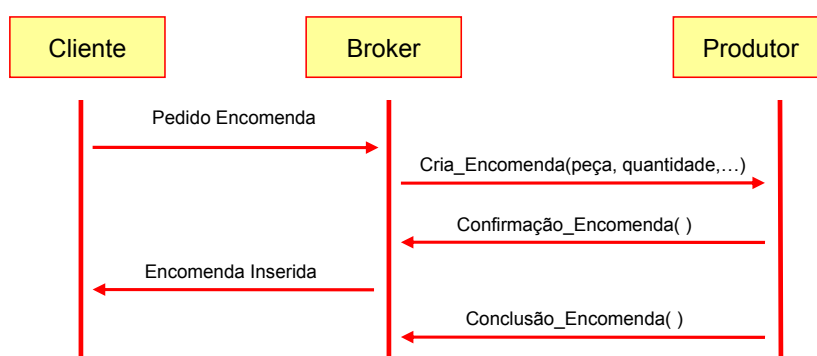 Cliente
Broker
Produtor
Pedido Encomenda
Cria_Encomenda(peça, quantidade,…)
Confirmação_Encomenda( )
Encomenda Inserida
Conclusão_Encomenda( )